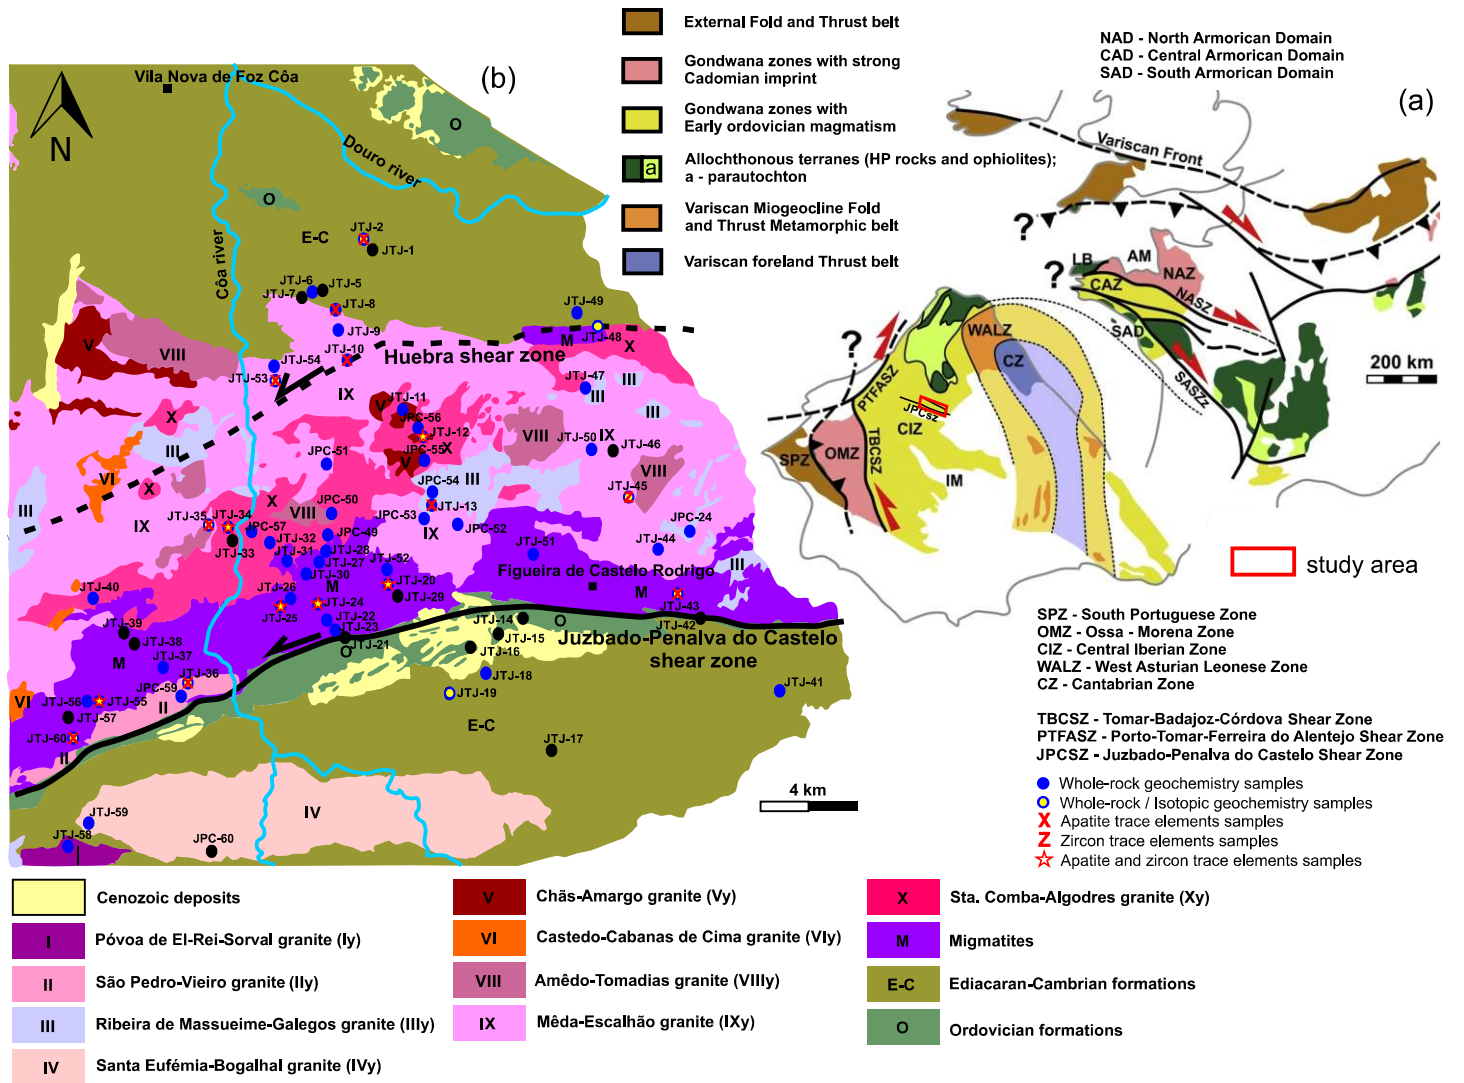 External Fold and Thrust belt
Gondwana zones with strong
Cadomian imprint
Gondwana zones with
Early ordovician magmatism
a
Allochthonous terranes (HP rocks and ophiolites);
a - parautochton
Variscan Miogeocline Fold
and Thrust Metamorphic belt
Variscan foreland Thrust belt
NAD - North Armorican Domain
CAD - Central Armorican Domain
SAD - South Armorican Domain
(a)
Variscan Front
?
?
?
LB
AM
NAZ
CAZ
NASZ
SAD
SASZz
WALZ
CZ
PTFASZ
JPCsz
CIZ
TBCSZ
OMZ
SPZ
IM
200 km
study area
SPZ - South Portuguese Zone
OMZ - Ossa - Morena Zone
CIZ - Central Iberian Zone
WALZ - West Asturian Leonese Zone
CZ - Cantabrian Zone
TBCSZ - Tomar-Badajoz-Córdova Shear Zone
PTFASZ - Porto-Tomar-Ferreira do Alentejo Shear Zone
JPCSZ - Juzbado-Penalva do Castelo Shear Zone
Whole-rock geochemistry samples
Whole-rock / Isotopic geochemistry samples
X Apatite trace elements samples
Z Zircon trace elements samples
Apatite and zircon trace elements samples
(b)
N
Vila Nova de Foz Côa
Douro river
Côa river
O
O
E-C
JTJ-2
JTJ-1
JTJ-6
JTJ-5
JTJ-7
JTJ-8
JTJ-9
JTJ-10
JTJ-49
JTJ-48
M
X
Huebra shear zone
V
VIII
JTJ-54
JTJ-53
IX
JTJ-47
III
III
III
JTJ-11
V
JPC-56
JTJ-12
X
JPC-55
V
VIII
JTJ-50
IX
JTJ-46
X
III
VI
X
JPC-51
JPC-54
III
VIII
JTJ-45
III
IX
JTJ-35
JTJ-34
X
JPC-50
VIII
JTJ-13
JPC-53
IX
JPC-52
JPC-24
JPC-57
JTJ-33
JTJ-32
JPC-49
JTJ-28
JTJ-31
JTJ-27
JTJ-30
M
JTJ-52
JTJ-51
JTJ-44
III
Figueira de Castelo Rodrigo
M
JTJ-20
JTJ-29
JTJ-40
JTJ-26
JTJ-25
JTJ-24
JTJ-22
JTJ-23
JTJ-21
O
JTJ-43
JTJ-42
JTJ-39
JTJ-38
M
JTJ-37
JTJ-36
JPC-59
II
JTJ-14
JTJ-15
JTJ-16
O
Juzbado-Penalva do Castelo
shear zone
JTJ-18
JTJ-19
JTJ-41
VI
JTJ-56
JTJ-55
JTJ-57
JTJ-60
II
E-C
JTJ-17
JTJ-59
IV
JTJ-58
I
JPC-60
4 km
Cenozoic deposits
I Póvoa de El-Rei-Sorval granite (Iy)
II São Pedro-Vieiro granite (IIy)
III Ribeira de Massueime-Galegos granite (IIIy)
IV Santa Eufémia-Bogalhal granite (IVy)
V Chãs-Amargo granite (Vy)
VI Castedo-Cabanas de Cima granite (VIy)
VIII Amêdo-Tomadias granite (VIIIy)
IX Mêda-Escalhão granite (IXy)
X Sta. Comba-Algodres granite (Xy)
M Migmatites
E-C Ediacaran-Cambrian formations
O Ordovician formations